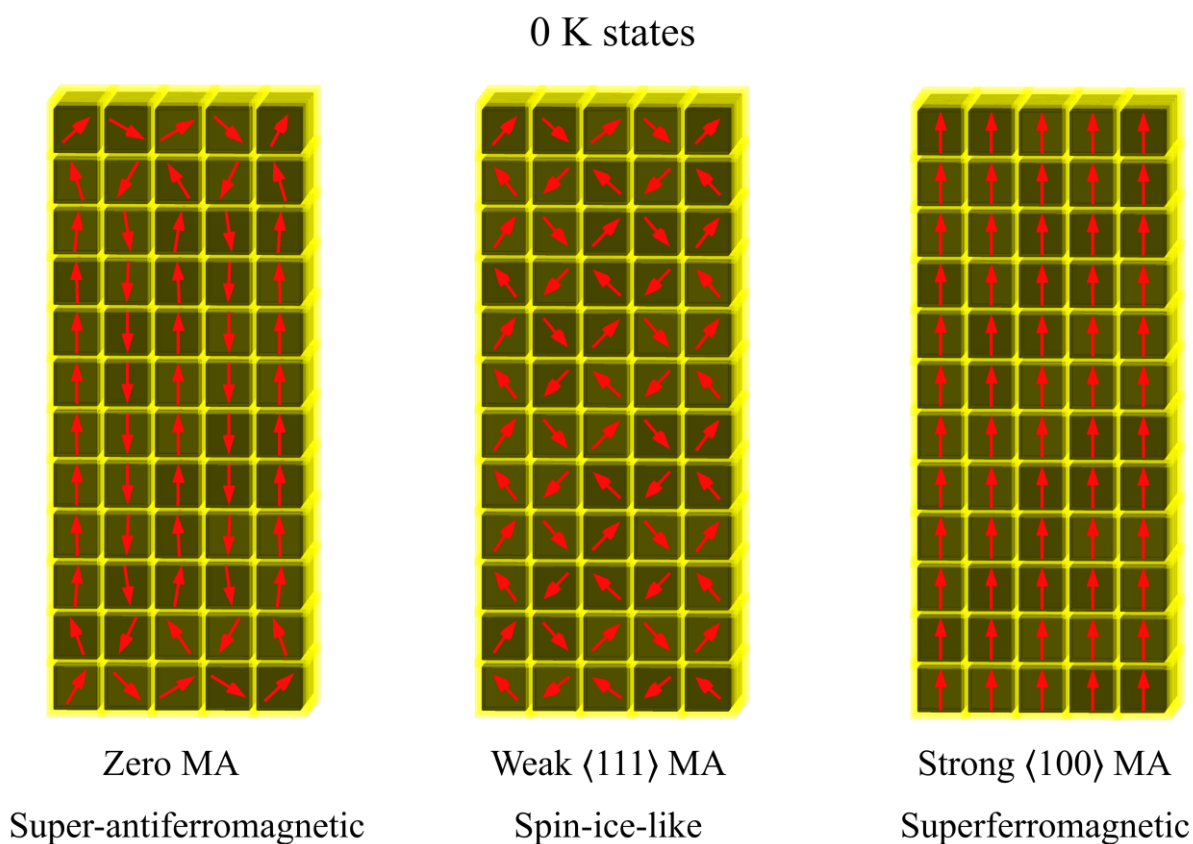 0 K states
Zero MA
Weak ⟨111⟩ MA
Strong ⟨100⟩ MA
Super-antiferromagnetic
Spin-ice-like
Superferromagnetic